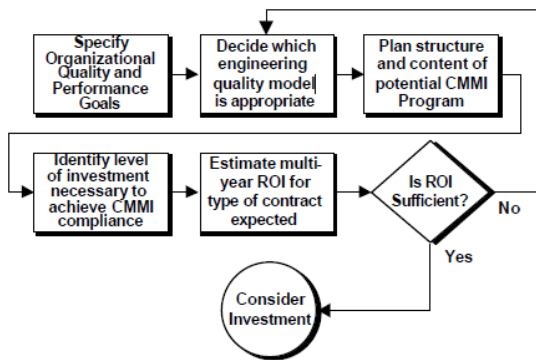 Specify
Organizational
Quality and
Performance
Goals
Decide which
engineering
quality model
is appropriate
Plan structure
and content of
potential CMMI
Program
Identify level
of investment
necessary to
achieve CMMI
compliance
Estimate multi-
year ROI for
type of contract
expected
Is ROI
Sufficient?
No
Yes
Consider
Investment